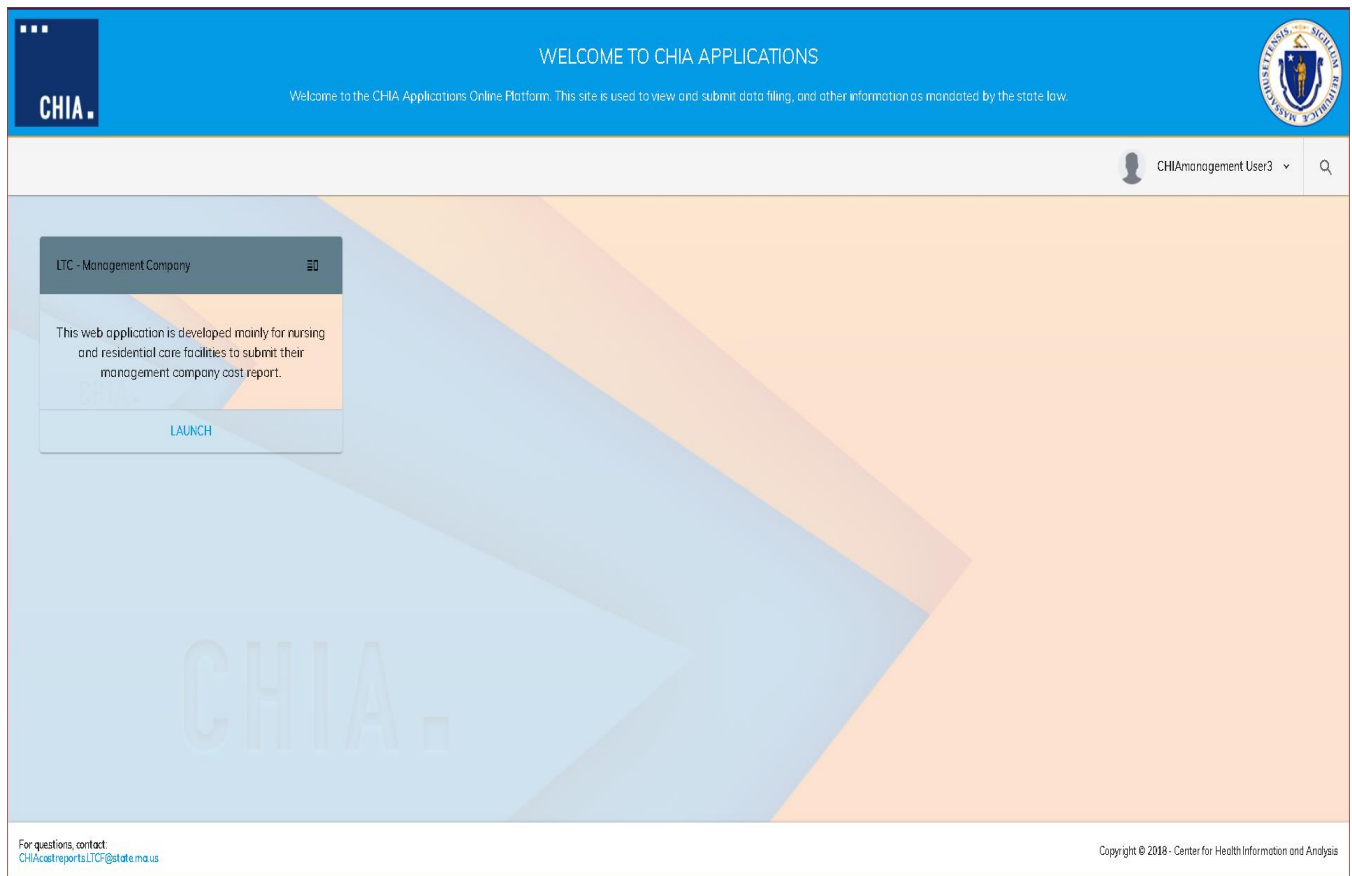 CHIA.
WELCOME TO CHIA APPLICATIONS
Welcome to the CHIA Applications Online Platform. This site is used to view and submit data filing, and other information as mandated by the state law.
CHIAmanagement User3
LTC - Management Company
This web application is developed mainly for nursing
and residential care facilities to submit their
management company cost report.
LAUNCH
CHIA.
For questions, contact:
CHIAcostreports.LTCF@state.ma.us
Copyright © 2018 - Center for Health Information and Analysis